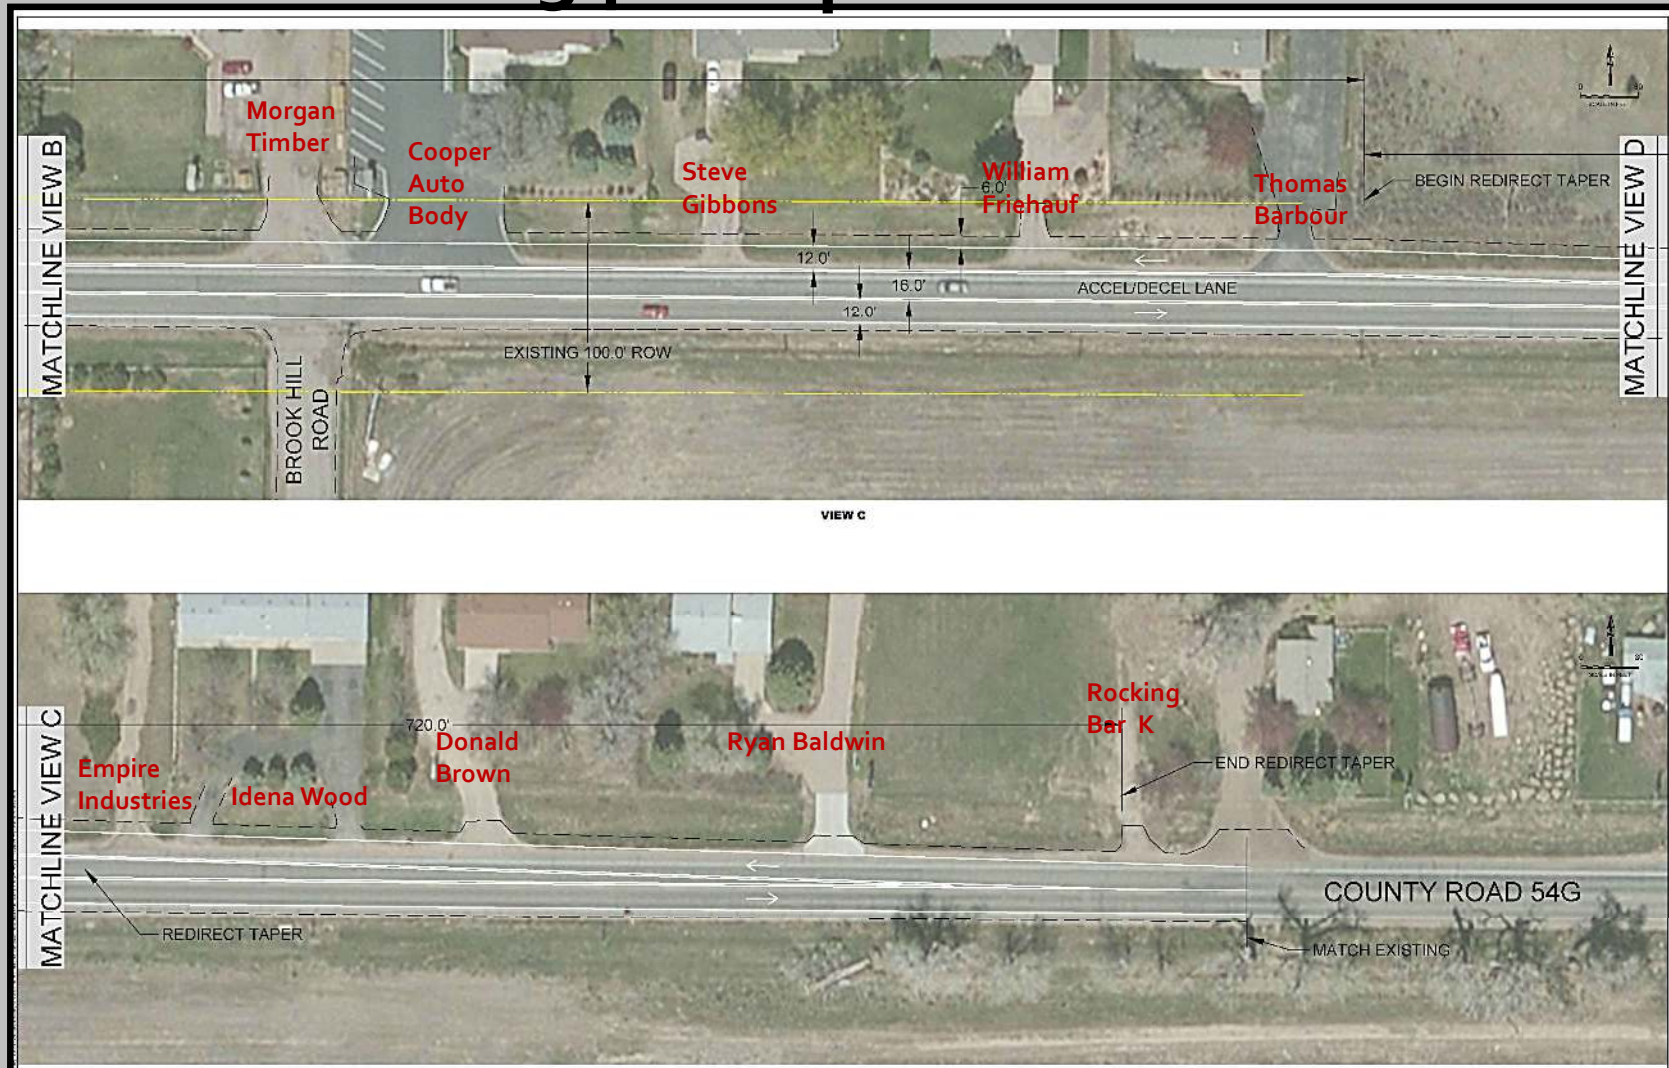 Morgan
Timber
Cooper
Auto
Body
Steve
Gibbons
William
Friehauf
Thomas
Barbour
MATCHLINE VIEW B
MATCHLINE VIEW D
BEGIN REDIRECT TAPER
6.0'
12.0'
16.0'
12.0'
ACCEL/DECEL LANE
EXISTING 100.0' ROW
BROOK HILL
ROAD
VIEW C
MATCHLINE VIEW C
720.0'
Empire
Industries
Idena Wood
Donald
Brown
Ryan Baldwin
Rocking
Bar K
END REDIRECT TAPER
COUNTY ROAD 54G
REDIRECT TAPER
MATCH EXISTING